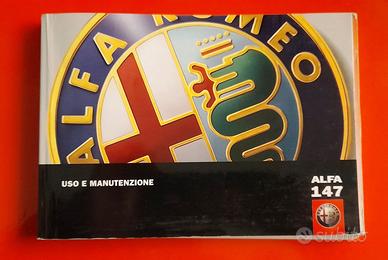 ALFA ROMEO
USO E MANUTENZIONE
ALFA
147
subito